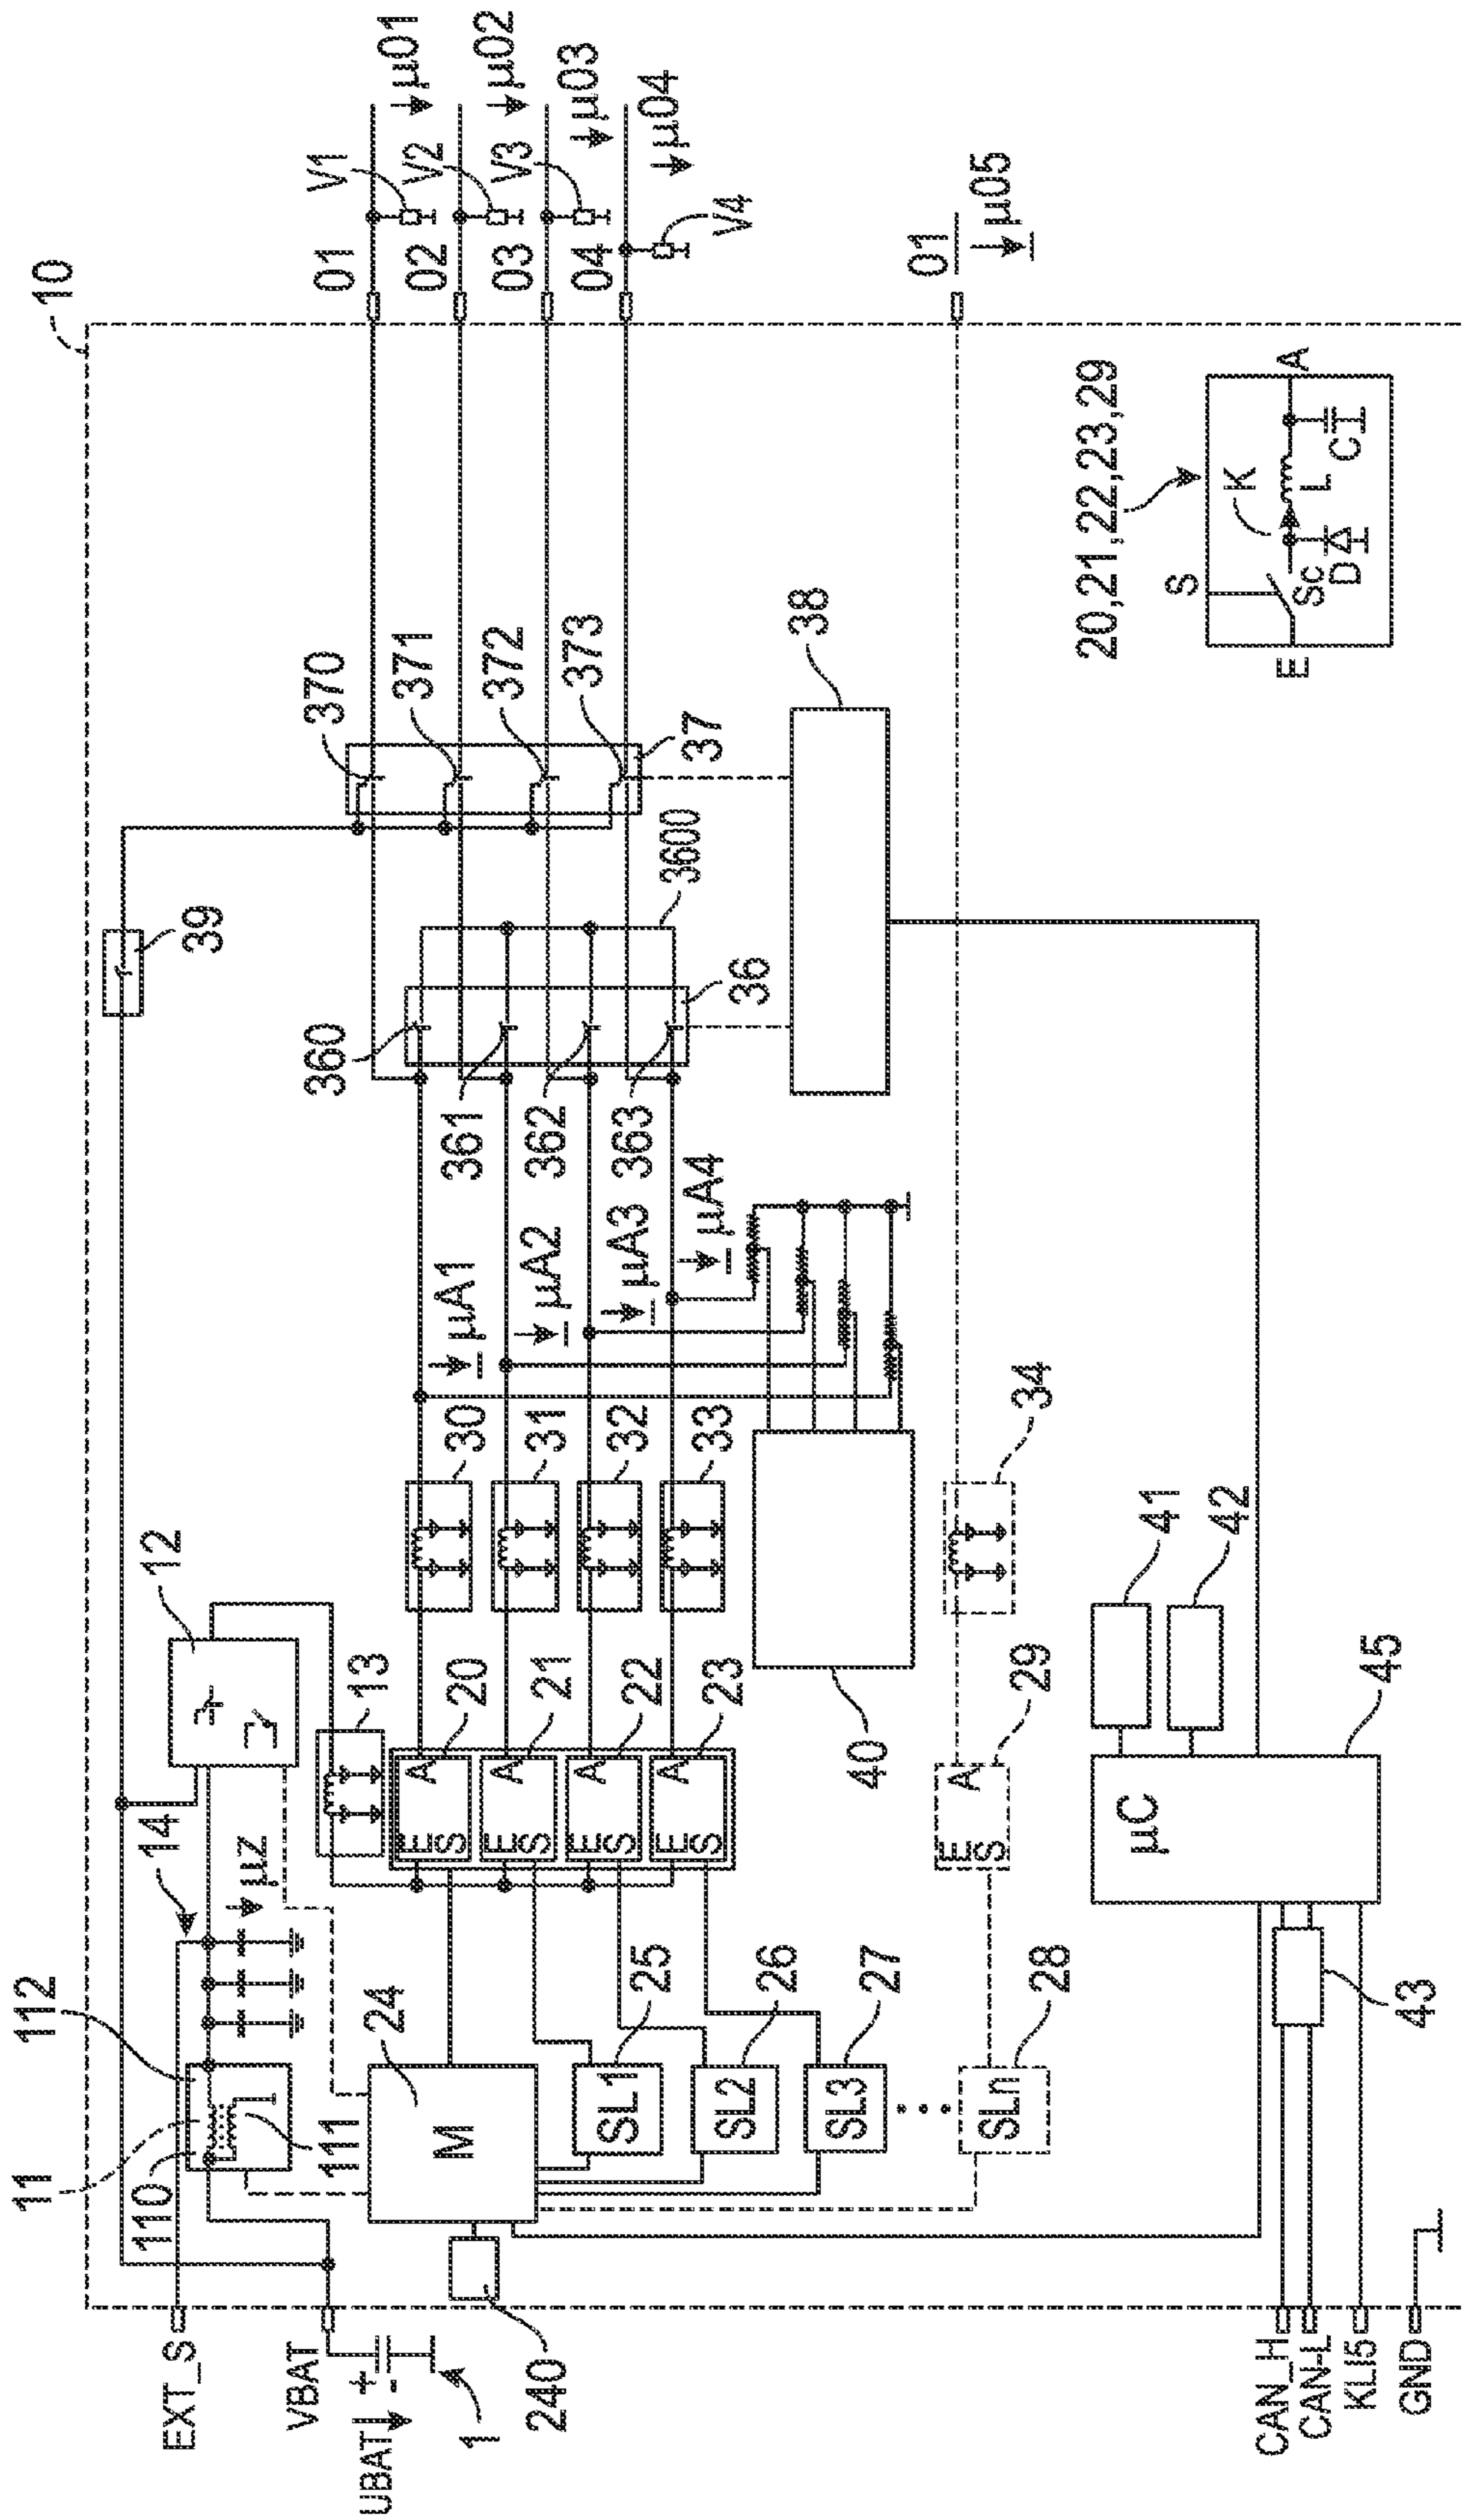 10
11
110
111
112
14
µz
12
39
370
371
372
373
37
01
V1
µ01
02
V2
µ02
03
V3
µ03
04
V4
µ04
EXT_S
VBAT
UBAT
+
-
1
240
24
M
13
E
A
S
20
E
A
S
21
E
A
S
22
E
A
S
23
30
31
32
33
µA1
µA2
µA3
µA4
360
361
362
363
36
3600
38
40
SL1
25
SL2
26
SL3
27
SLn
28
E
A
S
29
34
01
µ05
µC
45
41
42
43
CAN_H
CAN-L
KLI5
GND
20,21,22,23,29
S
E
Sc
K
D
L
C
A